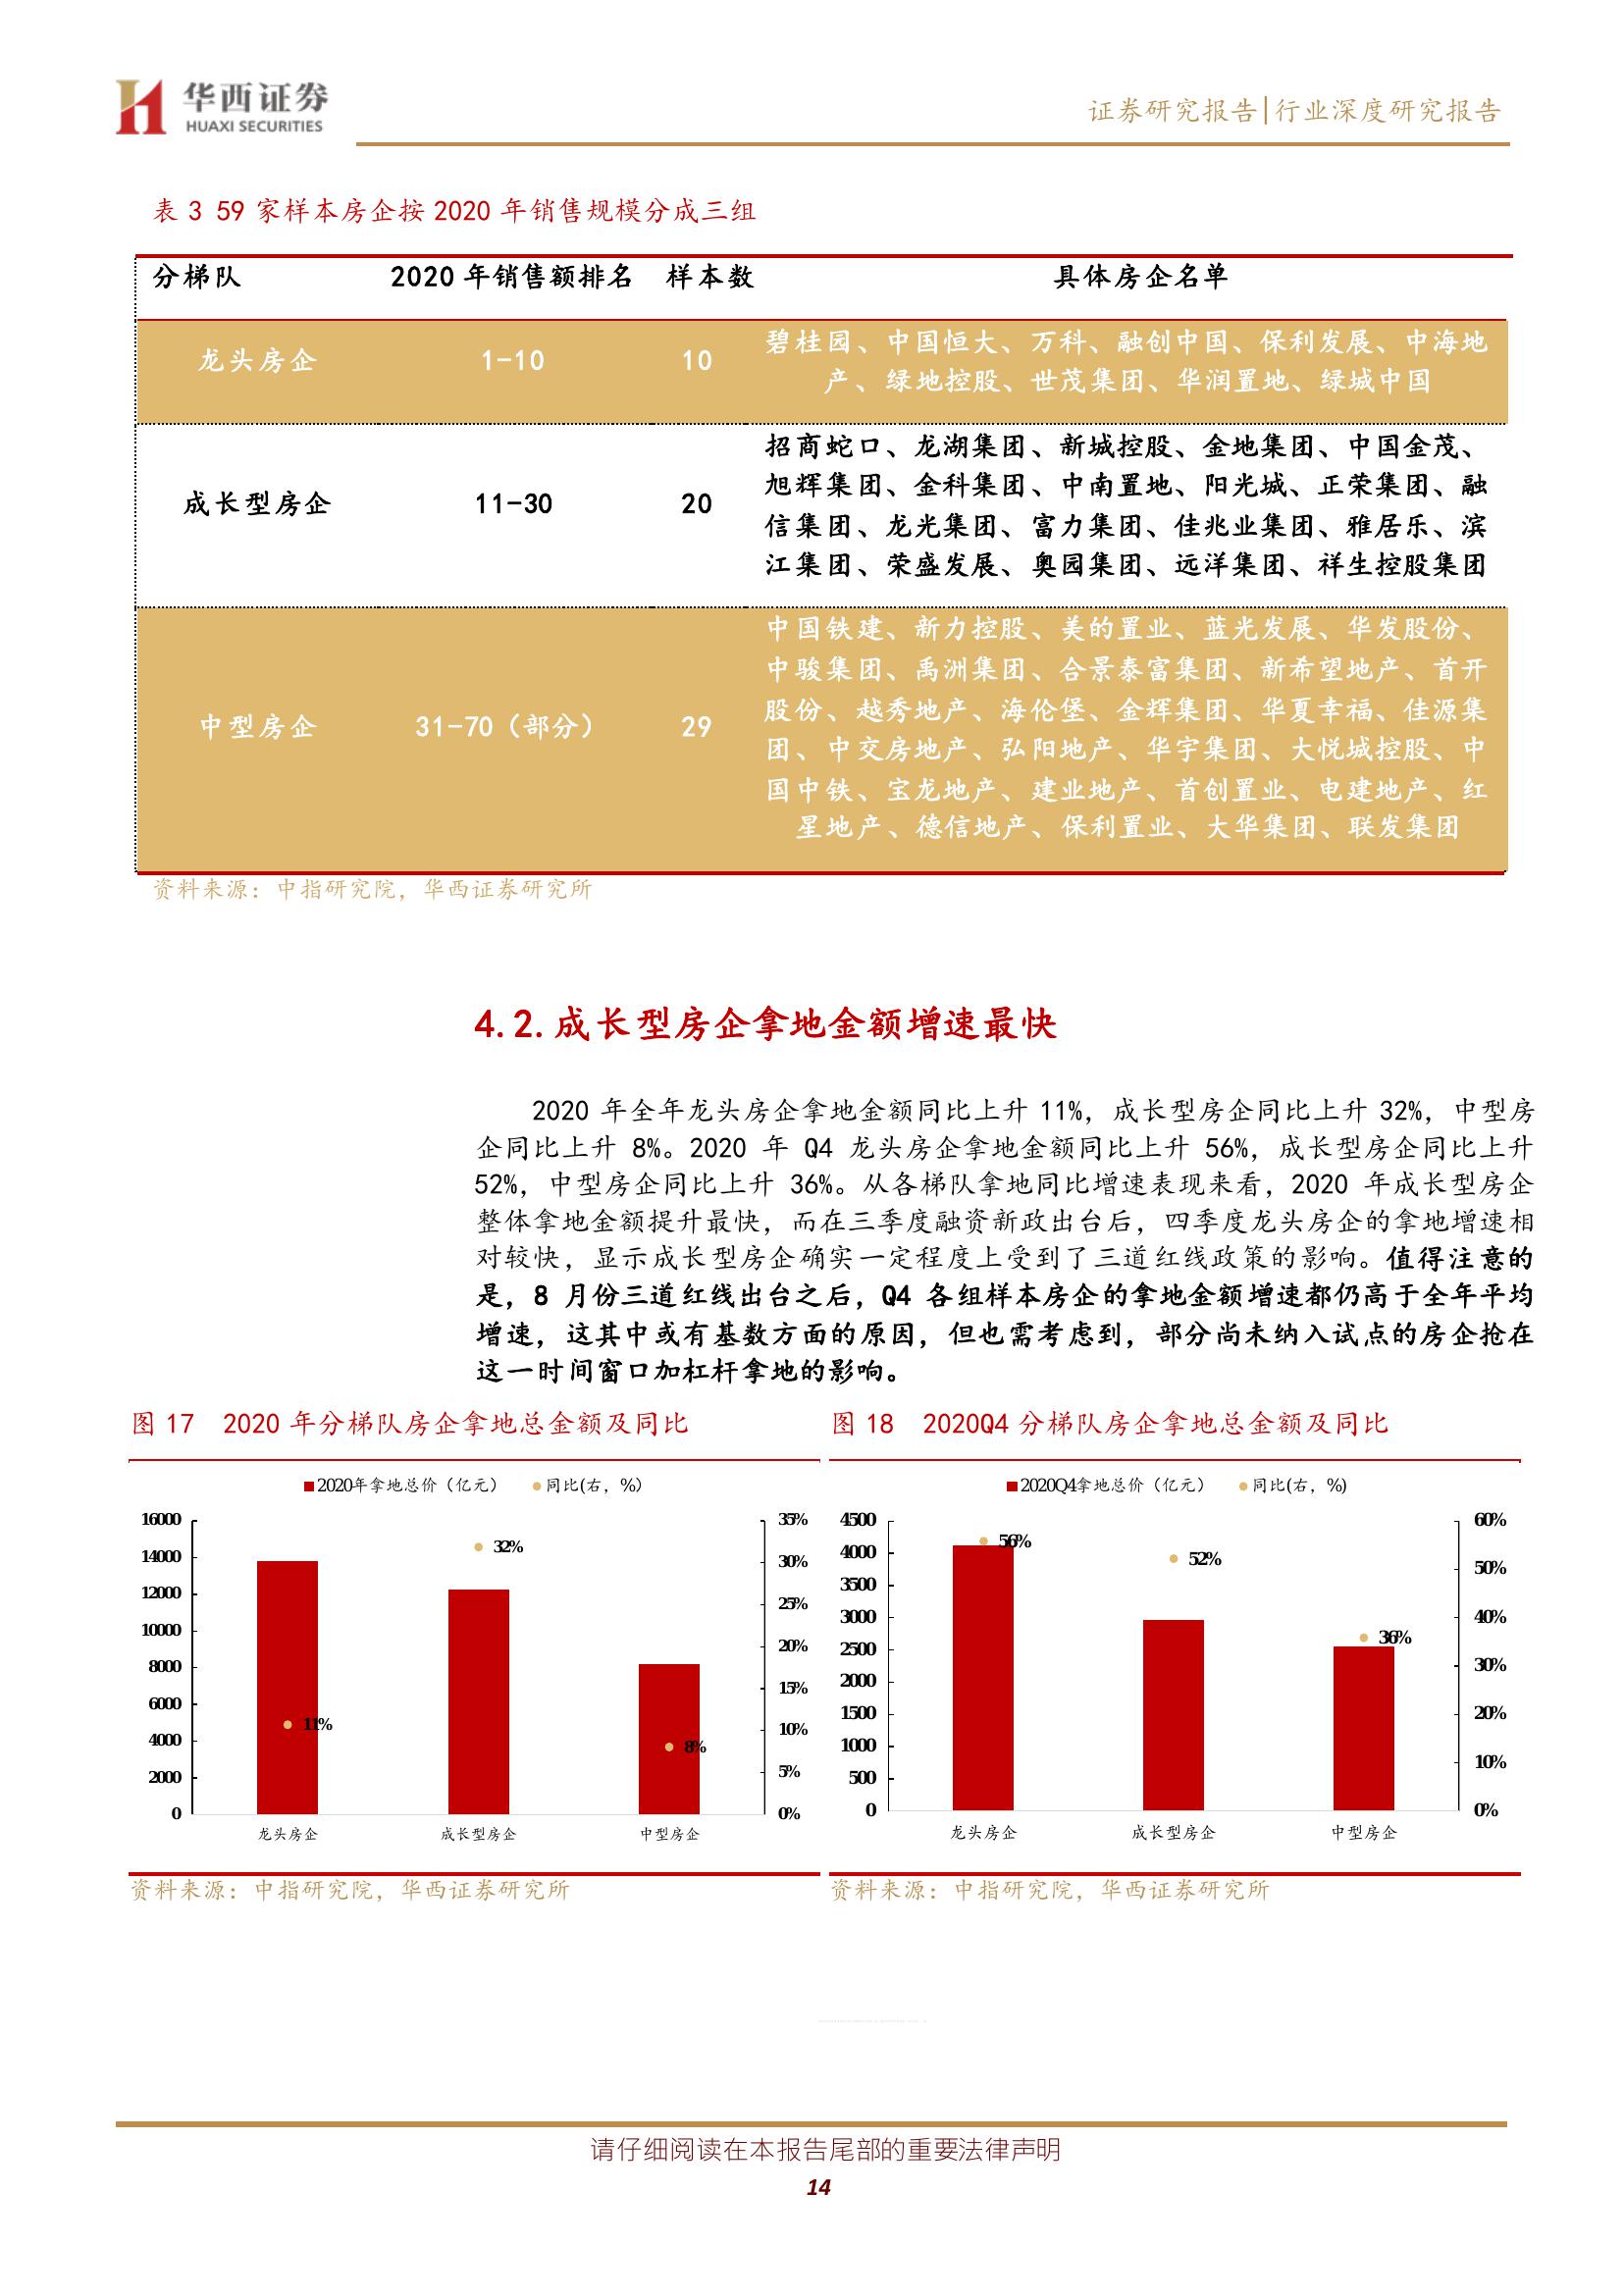 华西证券
HUAXI SECURITIES
证券研究报告|行业深度研究报告
表 3 59 家样本房企按 2020 年销售规模分成三组
分梯队 2020 年销售额排名 样本数 具体房企名单
龙头房企 1-10 10 碧桂园、中国恒大、万科、融创中国、保利发展、中海地
产、绿地控股、世茂集团、华润置地、绿城中国
成长型房企 11-30 20 招商蛇口、龙湖集团、新城控股、金地集团、中国金茂、
旭辉集团、金科集团、中南置地、阳光城、正荣集团、融
信集团、龙光集团、富力集团、佳兆业集团、雅居乐、滨
江集团、荣盛发展、奥园集团、远洋集团、祥生控股集团
中型房企 31-70（部分） 29 中国铁建、新力控股、美的置业、蓝光发展、华发股份、
中骏集团、禹洲集团、合景泰富集团、新希望地产、首开
股份、越秀地产、海伦堡、金辉集团、华夏幸福、佳源集
团、中交房地产、弘阳地产、华宇集团、大悦城控股、中
国中铁、宝龙地产、建业地产、首创置业、电建地产、红
星地产、德信地产、保利置业、大华集团、联发集团
资料来源：中指研究院，华西证券研究所
4.2.成长型房企拿地金额增速最快
2020 年全年龙头房企拿地金额同比上升 11%，成长型房企同比上升 32%，中型房
企同比上升 8%。2020 年 Q4 龙头房企拿地金额同比上升 56%，成长型房企同比上升
52%，中型房企同比上升 36%。从各梯队拿地同比增速表现来看，2020 年成长型房企
整体拿地金额提升最快，而在三季度融资新政出台后，四季度龙头房企的拿地增速相
对较快，显示成长型房企确实一定程度上受到了三道红线政策的影响。值得注意的
是，8 月份三道红线出台之后，Q4 各组样本房企的拿地金额增速都仍高于全年平均
增速，这其中或有基数方面的原因，但也需考虑到，部分尚未纳入试点的房企抢在
这一时间窗口加杠杆拿地的影响。
图 17 2020 年分梯队房企拿地总金额及同比
2020年拿地总价（亿元） 同比(右，%)
16000
14000
12000
10000
8000
6000
4000
2000
0
35%
30%
25%
20%
15%
10%
5%
0%
11%
32%
8%
龙头房企 成长型房企 中型房企
资料来源：中指研究院，华西证券研究所
图 18 2020Q4 分梯队房企拿地总金额及同比
2020Q4拿地总价（亿元） 同比(右，%)
4500
4000
3500
3000
2500
2000
1500
1000
500
0
60%
50%
40%
30%
20%
10%
0%
56%
52%
36%
龙头房企 成长型房企 中型房企
资料来源：中指研究院，华西证券研究所
请仔细阅读在本报告尾部的重要法律声明
14